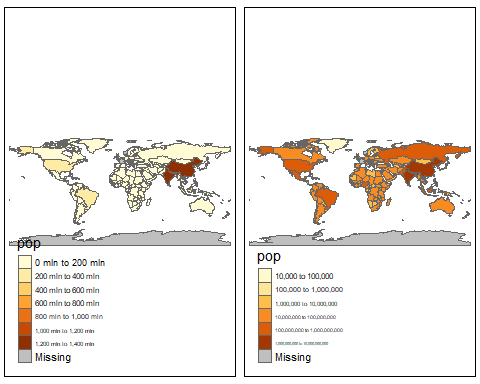 pop
0 mln to 200 mln
200 mln to 400 mln
400 mln to 600 mln
600 mln to 800 mln
800 mln to 1,000 mln
1,000 mln to 1,200 mln
1,200 mln to 1,400 mln
Missing
pop
10,000 to 100,000
100,000 to 1,000,000
1,000,000 to 10,000,000
10,000,000 to 100,000,000
100,000,000 to 1,000,000,000
1,000,000,000 to 10,000,000,000
Missing